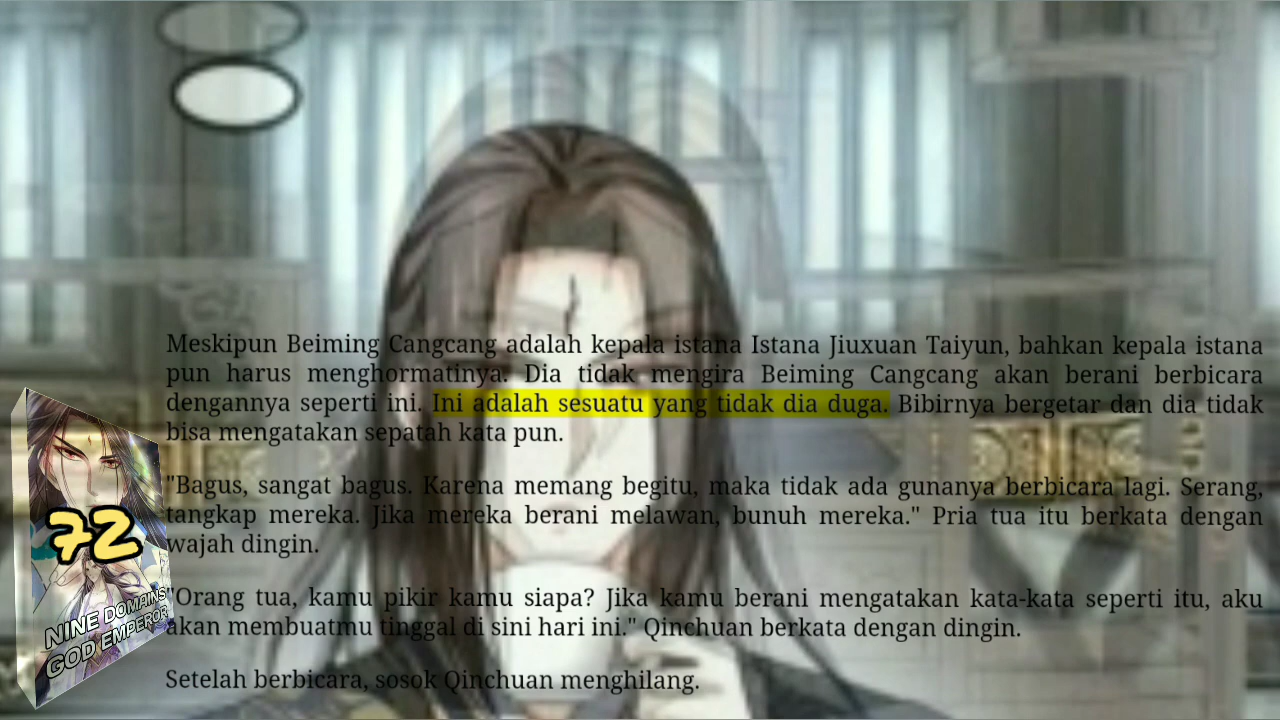 Meskipun Beiming Cangcang adalah kepala istana Istana Jiuxuan Taiyun, bahkan kepala istana
pun harus menghormatinya. Dia tidak mengira Beiming Cangcang akan berani berbicara
dengannya seperti ini. Ini adalah sesuatu yang tidak dia duga. Bibirnya bergetar dan dia tidak
bisa mengatakan sepatah kata pun.
"Bagus, sangat bagus. Karena memang begitu, maka tidak ada gunanya berbicara lagi. Serang,
tangkap mereka. Jika mereka berani melawan, bunuh mereka." Pria tua itu berkata dengan
wajah dingin.
"Orang tua, kamu pikir kamu siapa? Jika kamu berani mengatakan kata-kata seperti itu, aku
akan membuatmu tinggal di sini hari ini." Qinchuan berkata dengan dingin.
Setelah berbicara, sosok Qinchuan menghilang.
72
NINE DOMAINS
GOD EMPEROR